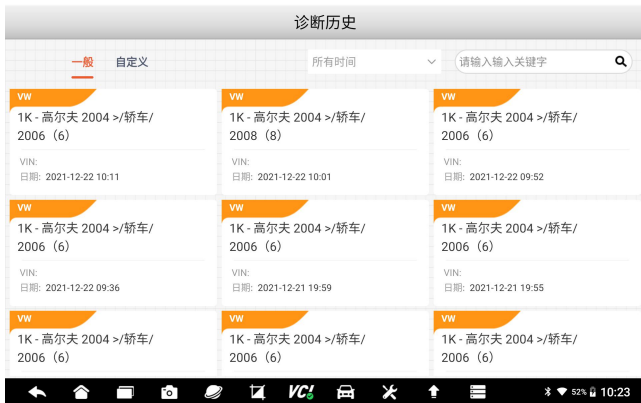 诊断历史
一般 自定义 所有时间 请输入输入关键字
VW VW VW
1K - 高尔夫 2004 >/轿车/ 1K - 高尔夫 2004 >/轿车/ 1K - 高尔夫 2004 >/轿车/
2006（6） 2008（8） 2006（6）
VIN: VIN: VIN:
日期: 2021-12-22 10:11 日期: 2021-12-22 10:01 日期: 2021-12-22 09:52
VW VW VW
1K - 高尔夫 2004 >/轿车/ 1K - 高尔夫 2004 >/轿车/ 1K - 高尔夫 2004 >/轿车/
2006（6） 2006（6） 2006（6）
VIN: VIN: VIN:
日期: 2021-12-22 09:36 日期: 2021-12-21 19:59 日期: 2021-12-21 19:55
VW VW VW
1K - 高尔夫 2004 >/轿车/ 1K - 高尔夫 2004 >/轿车/ 1K - 高尔夫 2004 >/轿车/
2006（6） 2006（6） 2006（6）
VC! 52% 10:23